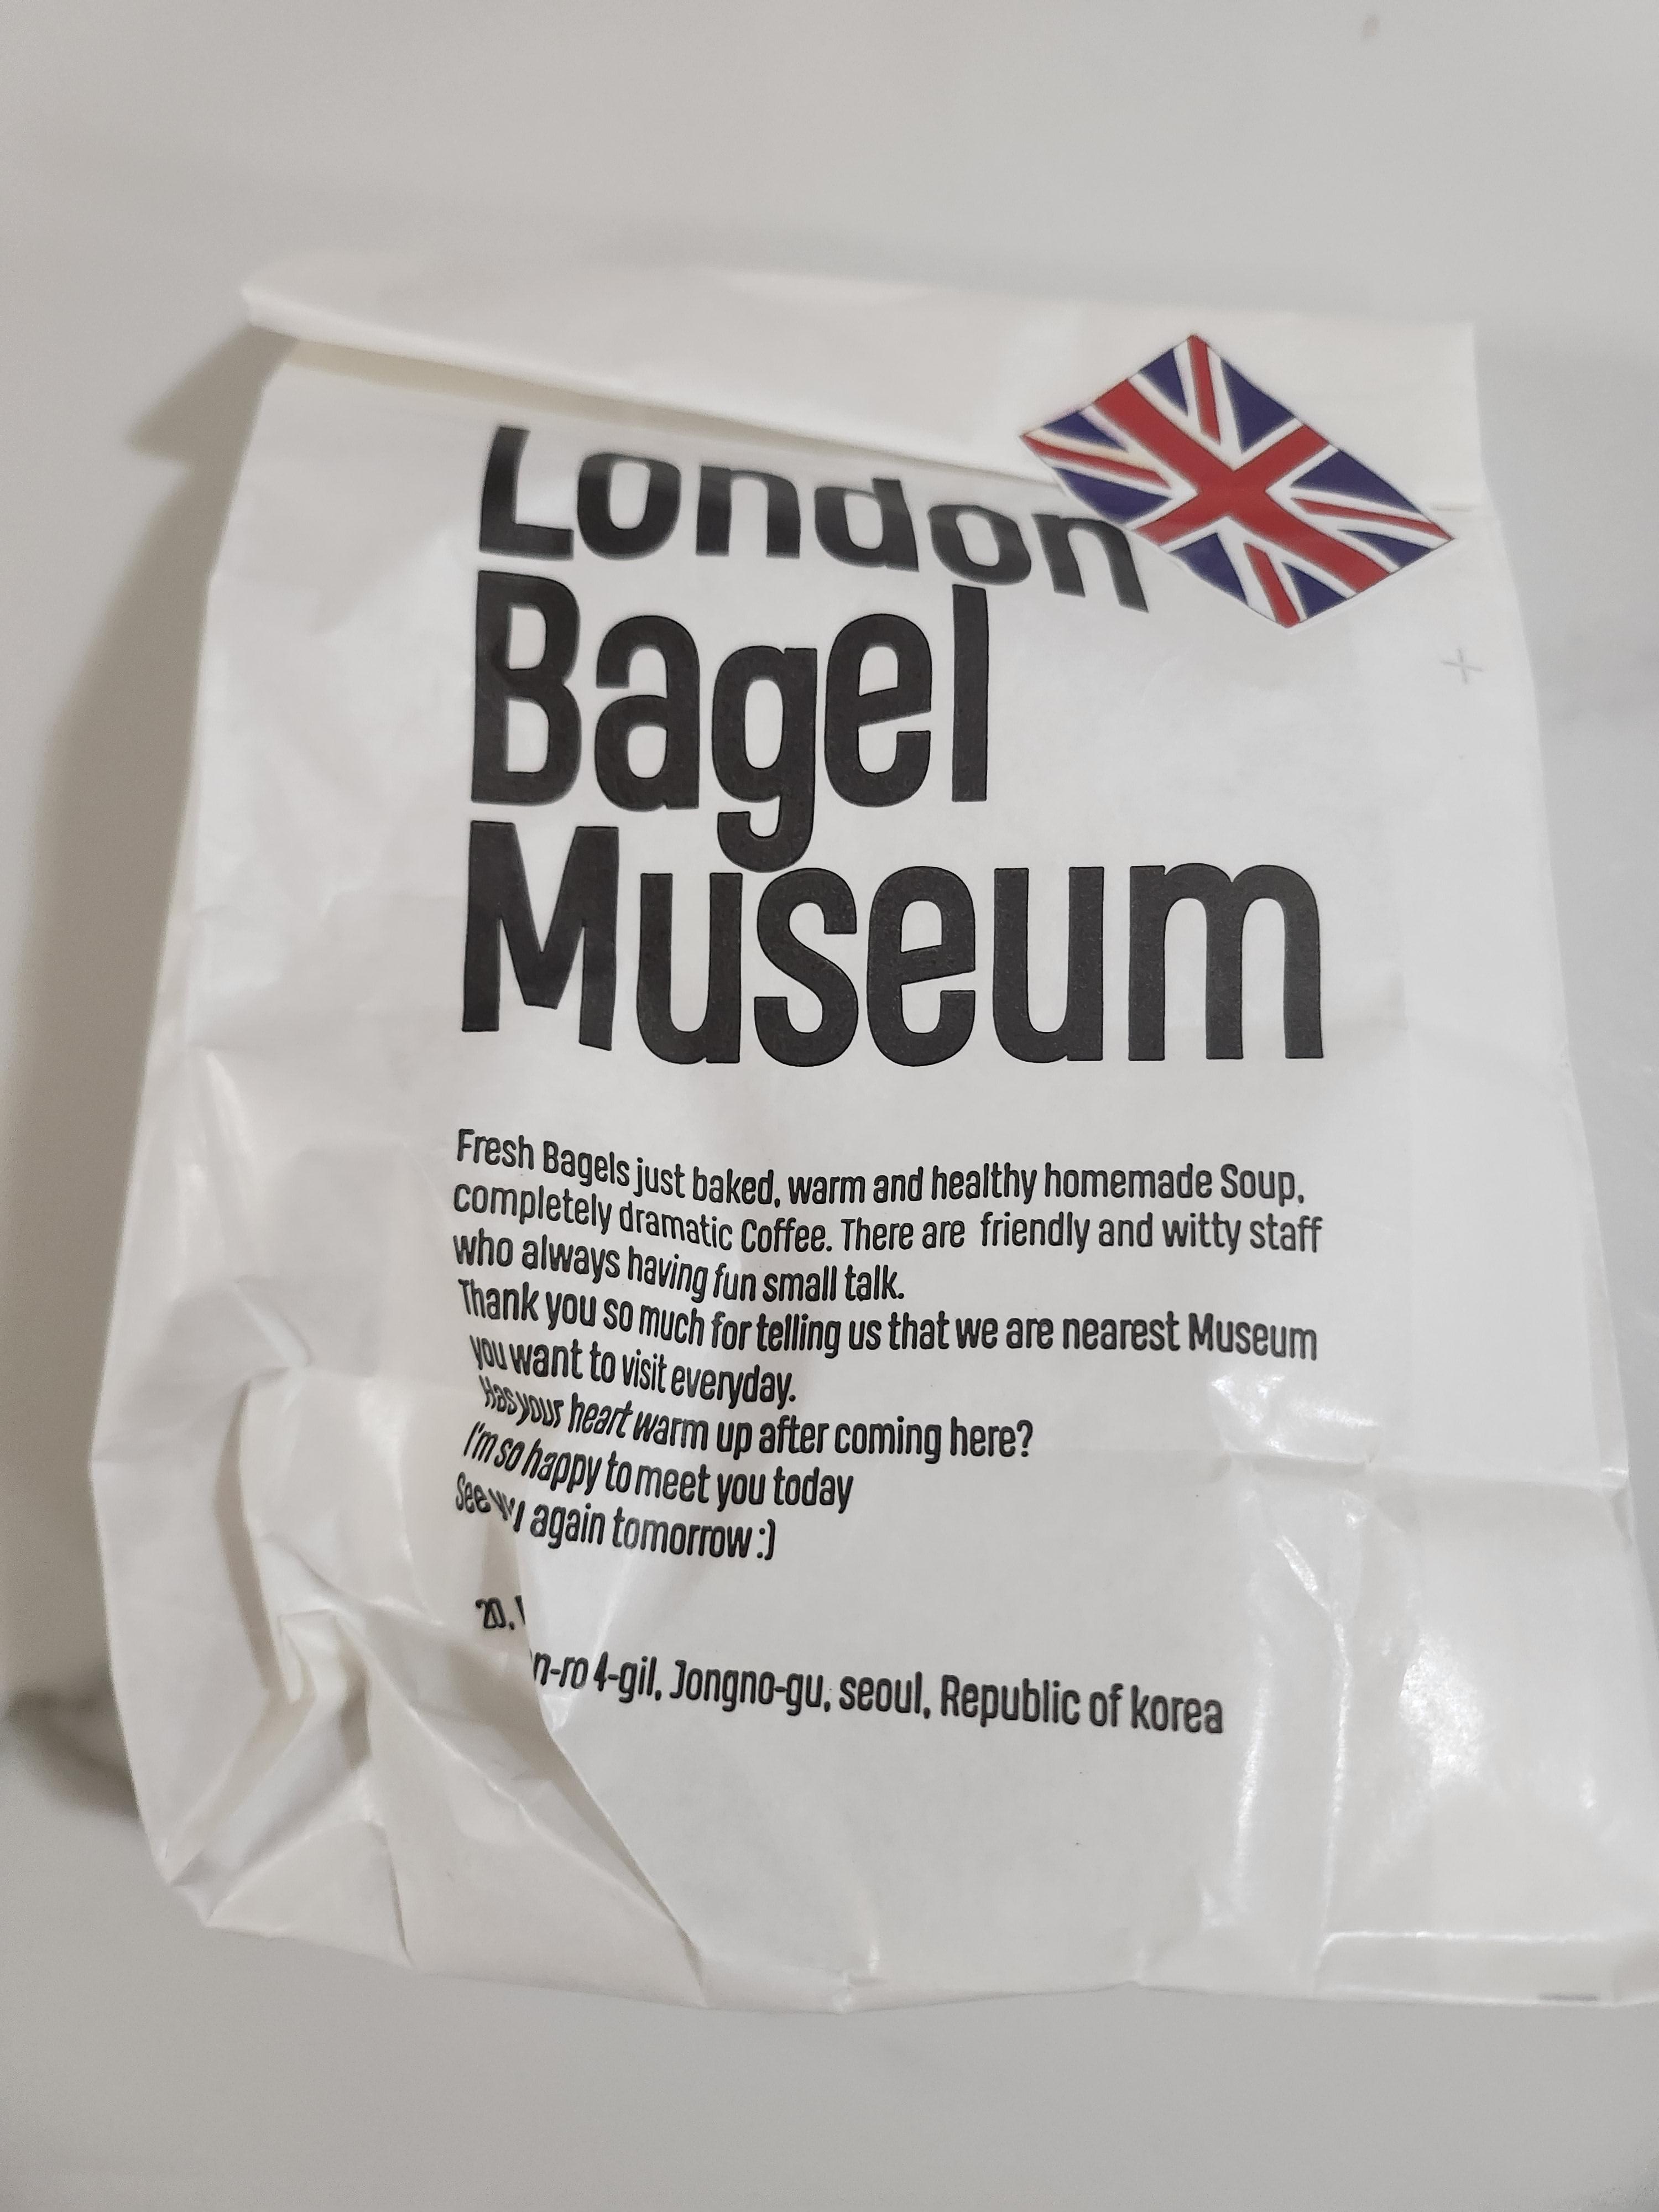 London
Bagel
Museum
Fresh Bagels just baked, warm and healthy homemade Soup,
completely dramatic Coffee. There are friendly and witty staff
who always having fun small talk.
Thank you so much for telling us that we are nearest Museum
you want to visit everyday.
Has your heart warm up after coming here?
I'm so happy to meet you today
See again tomorrow :)
20,
4-gil, Jongno-gu, seoul, Republic of korea